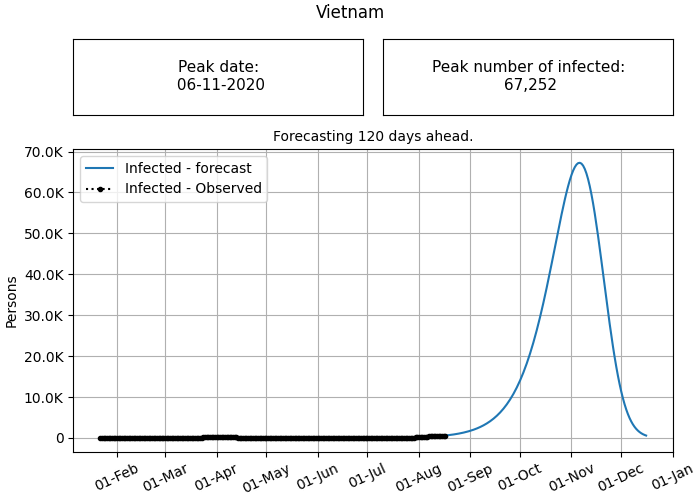 Vietnam
Peak date:
06-11-2020
Peak number of infected:
67,252
Forecasting 120 days ahead.
Infected - forecast
Infected - Observed
70.0K
60.0K
50.0K
40.0K
30.0K
20.0K
10.0K
0
Persons
01-Feb
01-Mar
01-Apr
01-May
01-Jun
01-Jul
01-Aug
01-Sep
01-Oct
01-Nov
01-Dec
01-Jan